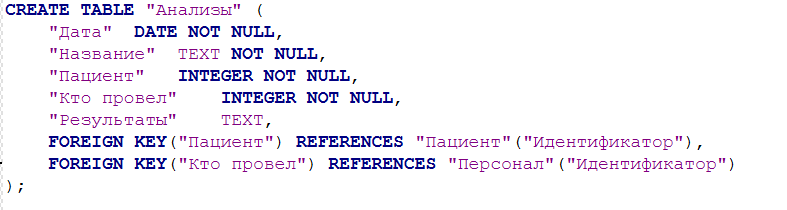 CREATE TABLE "Анализы" (
"Дата" DATE NOT NULL,
"Название" TEXT NOT NULL,
"Пациент" INTEGER NOT NULL,
"Кто провел" INTEGER NOT NULL,
"Результаты" TEXT,
FOREIGN KEY("Пациент") REFERENCES "Пациент"("Идентификатор"),
FOREIGN KEY("Кто провел") REFERENCES "Персонал"("Идентификатор")
);